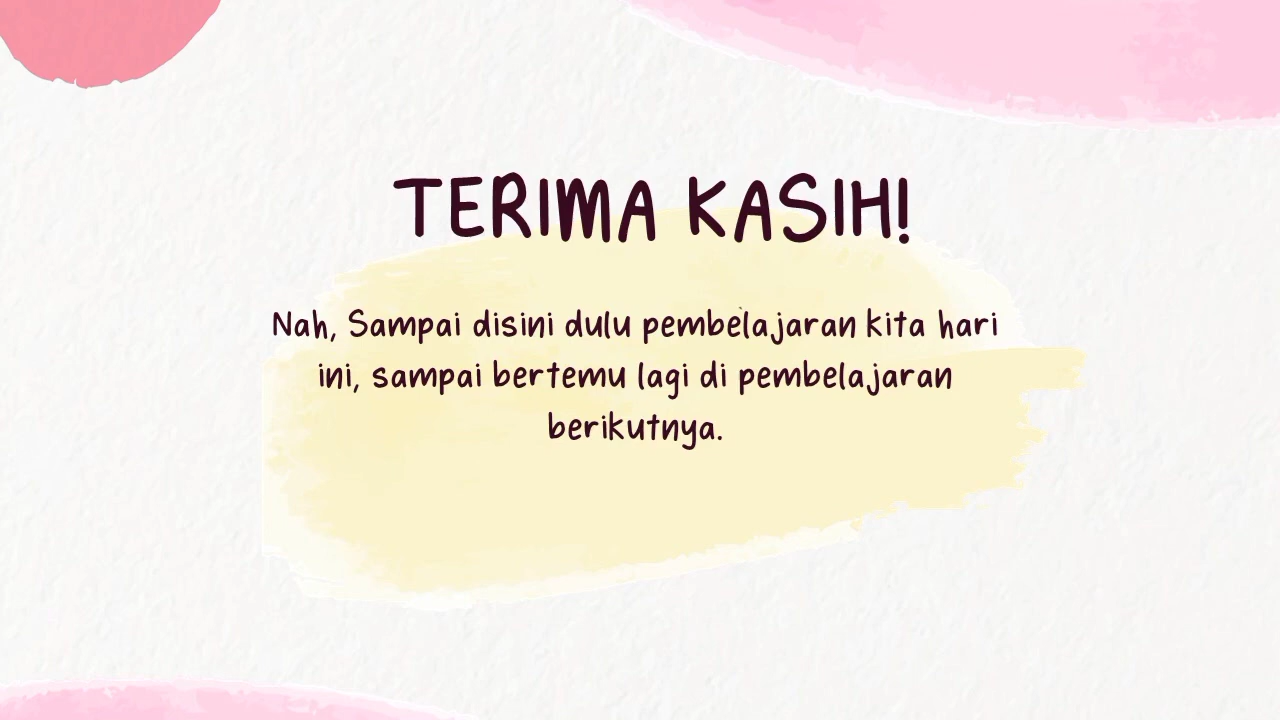 TERIMA KASIH!
Nah, Sampai disini dulu pembelajaran kita hari
ini, sampai bertemu lagi di pembelajaran
berikutnya.